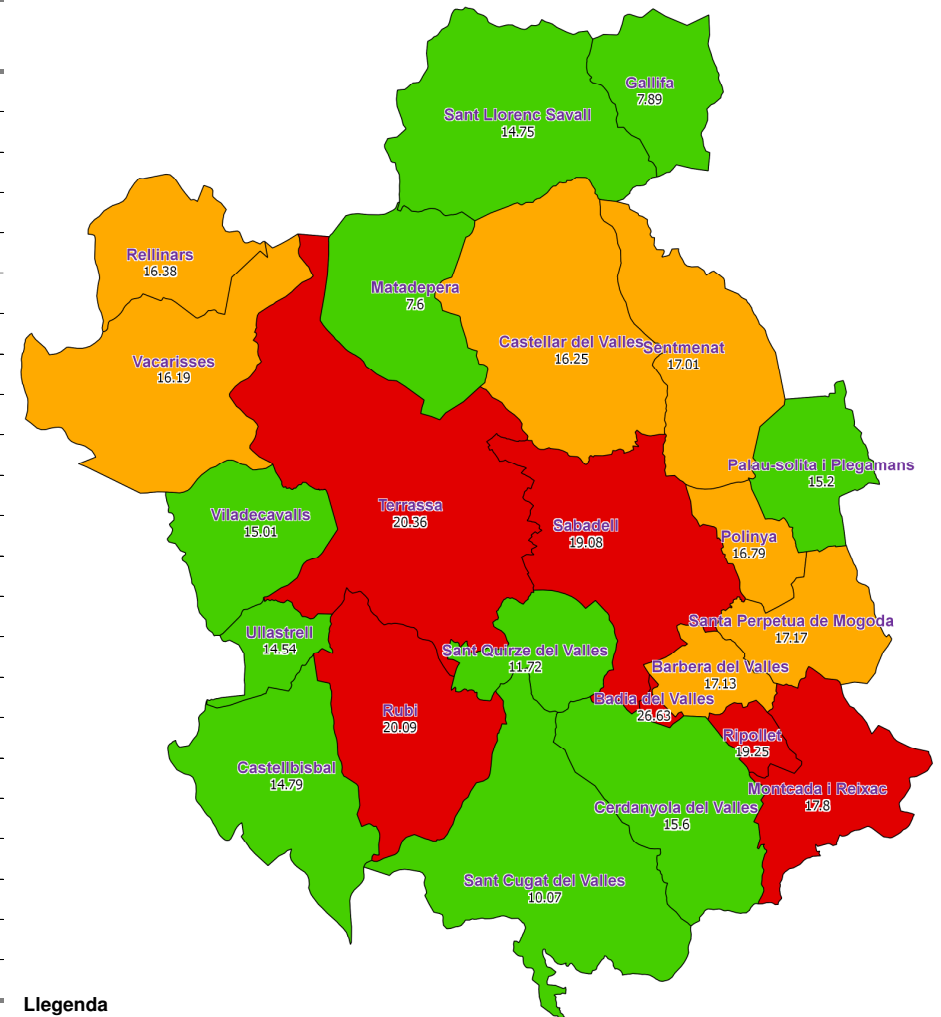 Gallifa
7.89
Sant Llorenc Savall
14.75
Rellinars
16.38
Matadepera
7.6
Castellar del Valles
16.25
Sentmenat
17.01
Vacarisses
16.19
Palau-solita i Plegamans
15.2
Viladecavalls
15.01
Terrassa
20.36
Sabadell
19.08
Polinya
16.79
Ullastrell
14.54
Santa Perpetua de Mogoda
17.17
Sant Quirze del Valles
11.72
Barbera del Valles
17.13
Badia del Valles
26.63
Rubi
20.09
Ripollet
19.25
Castellbisbal
14.79
Montcada i Reixac
17.8
Cerdanyola del Valles
15.6
Sant Cugat del Valles
10.07
Llegenda